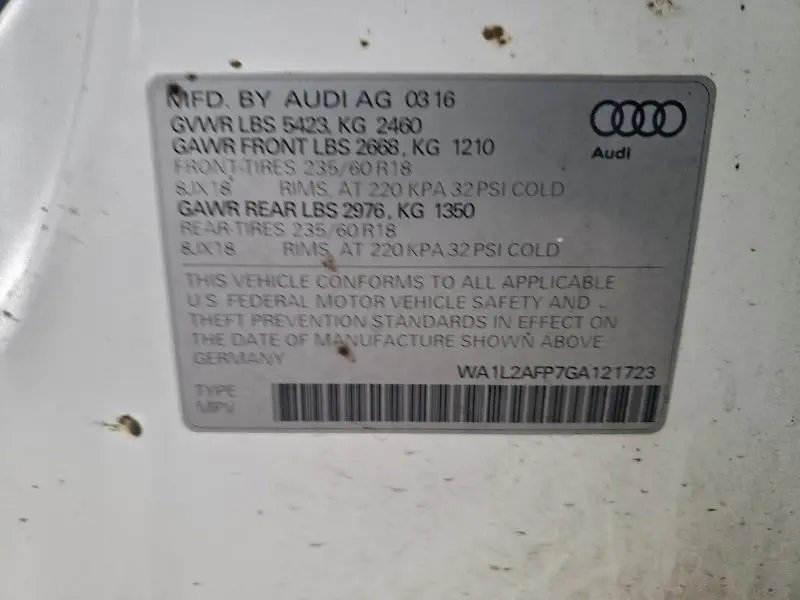 MFD. BY AUDI AG 0316
GVWR LBS 5423, KG 2460
GAWR FRONT LBS 2668, KG 1210
FRONT-TIRES 235/60 R18
8JX18 RIMS, AT 220 KPA 32 PSI COLD
GAWR REAR LBS 2976, KG 1350
REAR-TIRES 235/60 R18
8JX18 RIMS, AT 220 KPA 32 PSI COLD
Audi
THIS VEHICLE CONFORMS TO ALL APPLICABLE
U.S. FEDERAL MOTOR VEHICLE SAFETY AND
THEFT PREVENTION STANDARDS IN EFFECT ON
THE DATE OF MANUFACTURE SHOWN ABOVE
GERMANY
WA1L2AFP7GA121723
TYPE
MPV